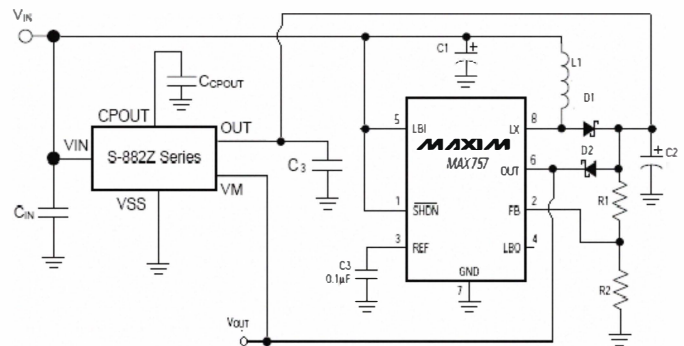 VIN
C1
+
L1
CCPOUT
D1
CPOUT
OUT
5
LBI
MAXIM
MAX757
LX
8
+
C2
VIN
S-882Z Series
C3
OUT
6
D2
VM
R1
CIN
VSS
1
SHDN
FB
2
3
REF
LBO
4
C3
0.1µF
GND
7
R2
VOUT